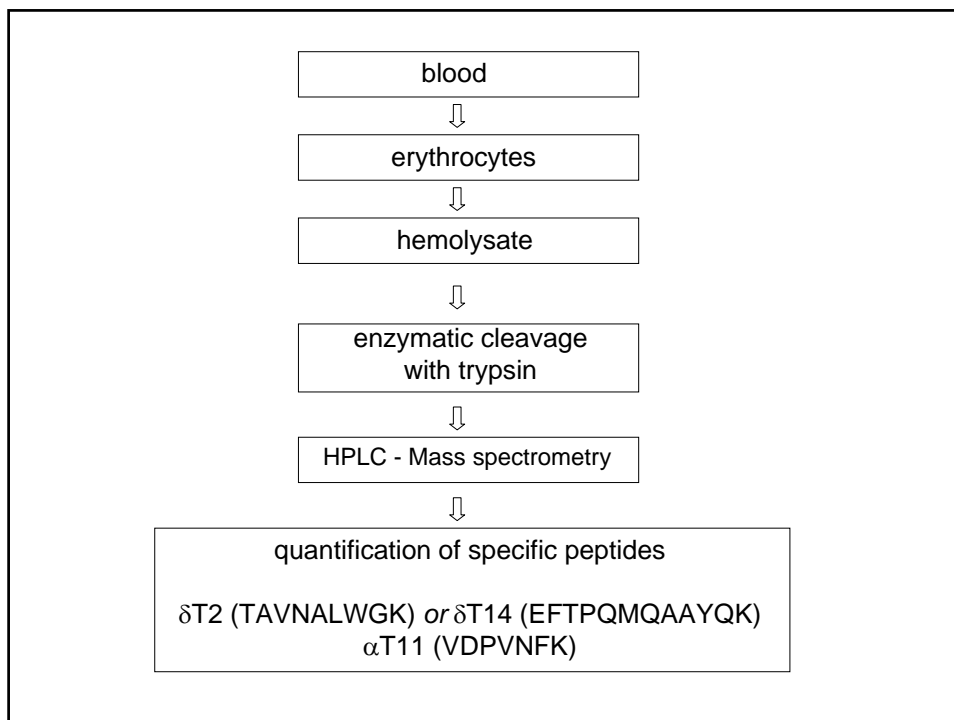 blood
erythrocytes
hemolysate
enzymatic cleavage
with trypsin
HPLC - Mass spectrometry
quantification of specific peptides
δT2 (TAVNALWGK) or δT14 (EFTPQMQAAYQK)
αT11 (VDPVNFK)